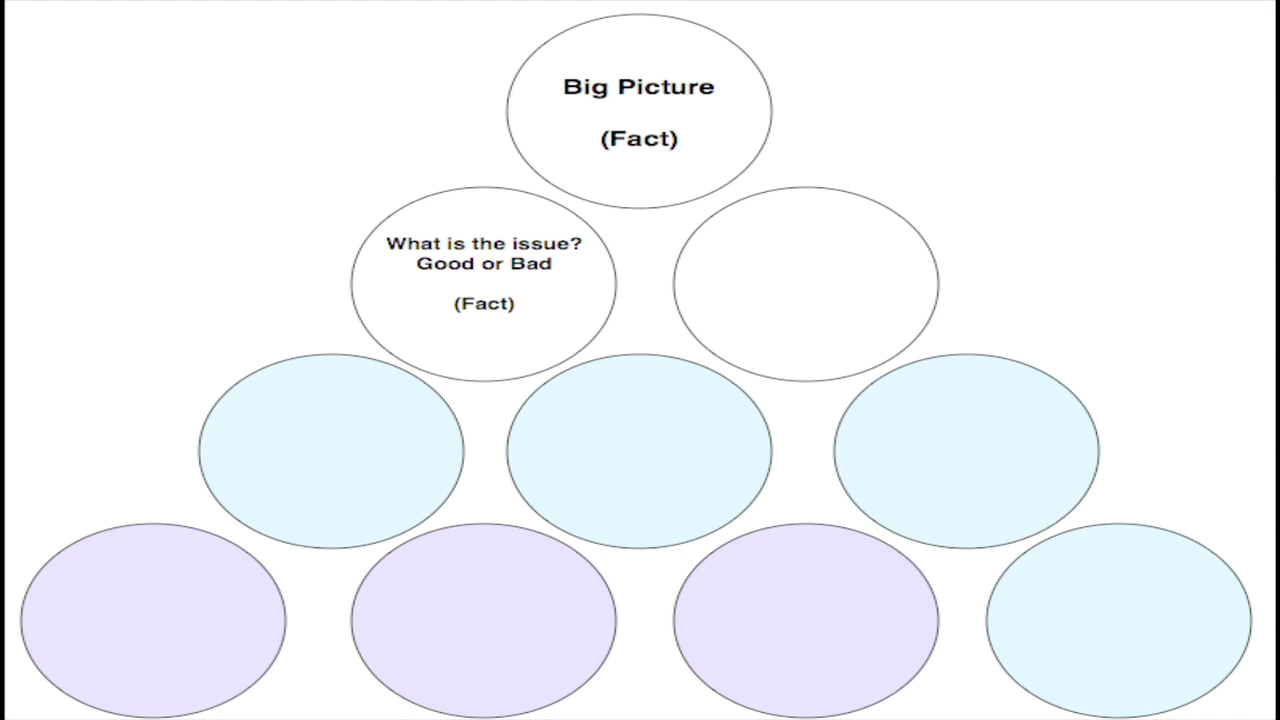 Big Picture
(Fact)
What is the issue?
Good or Bad
(Fact)